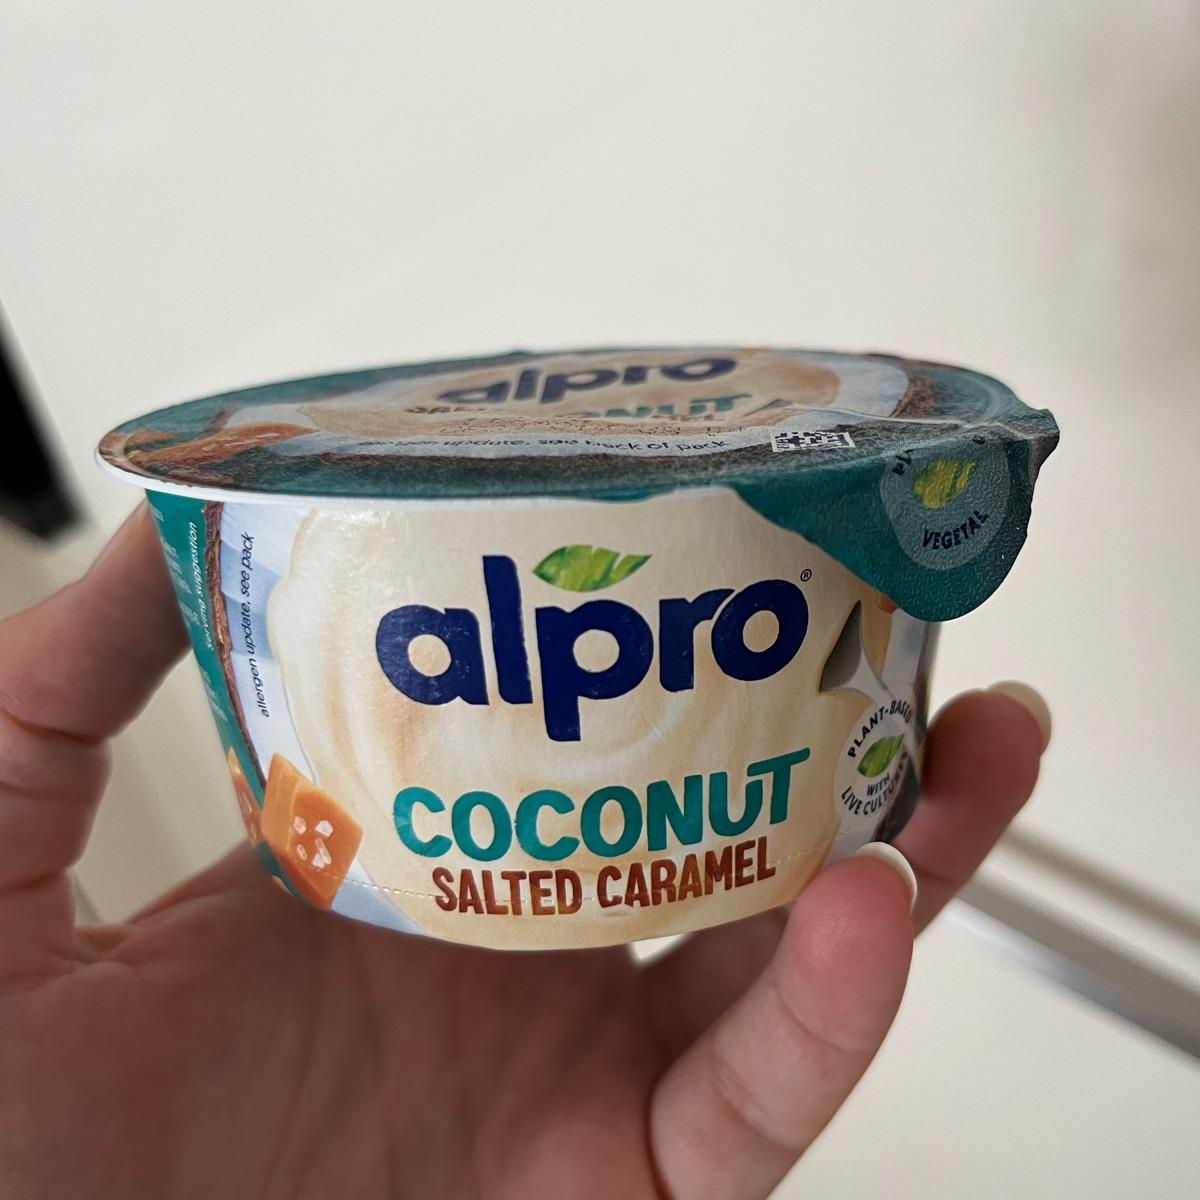 alpro
COCONUT
update, see back of pack
VEGETAL
serving suggestion
allergen update, see pack
alpro®
COCONUT
SALTED CARAMEL
PLANT-BASED
WITH
LIVE CULTURES